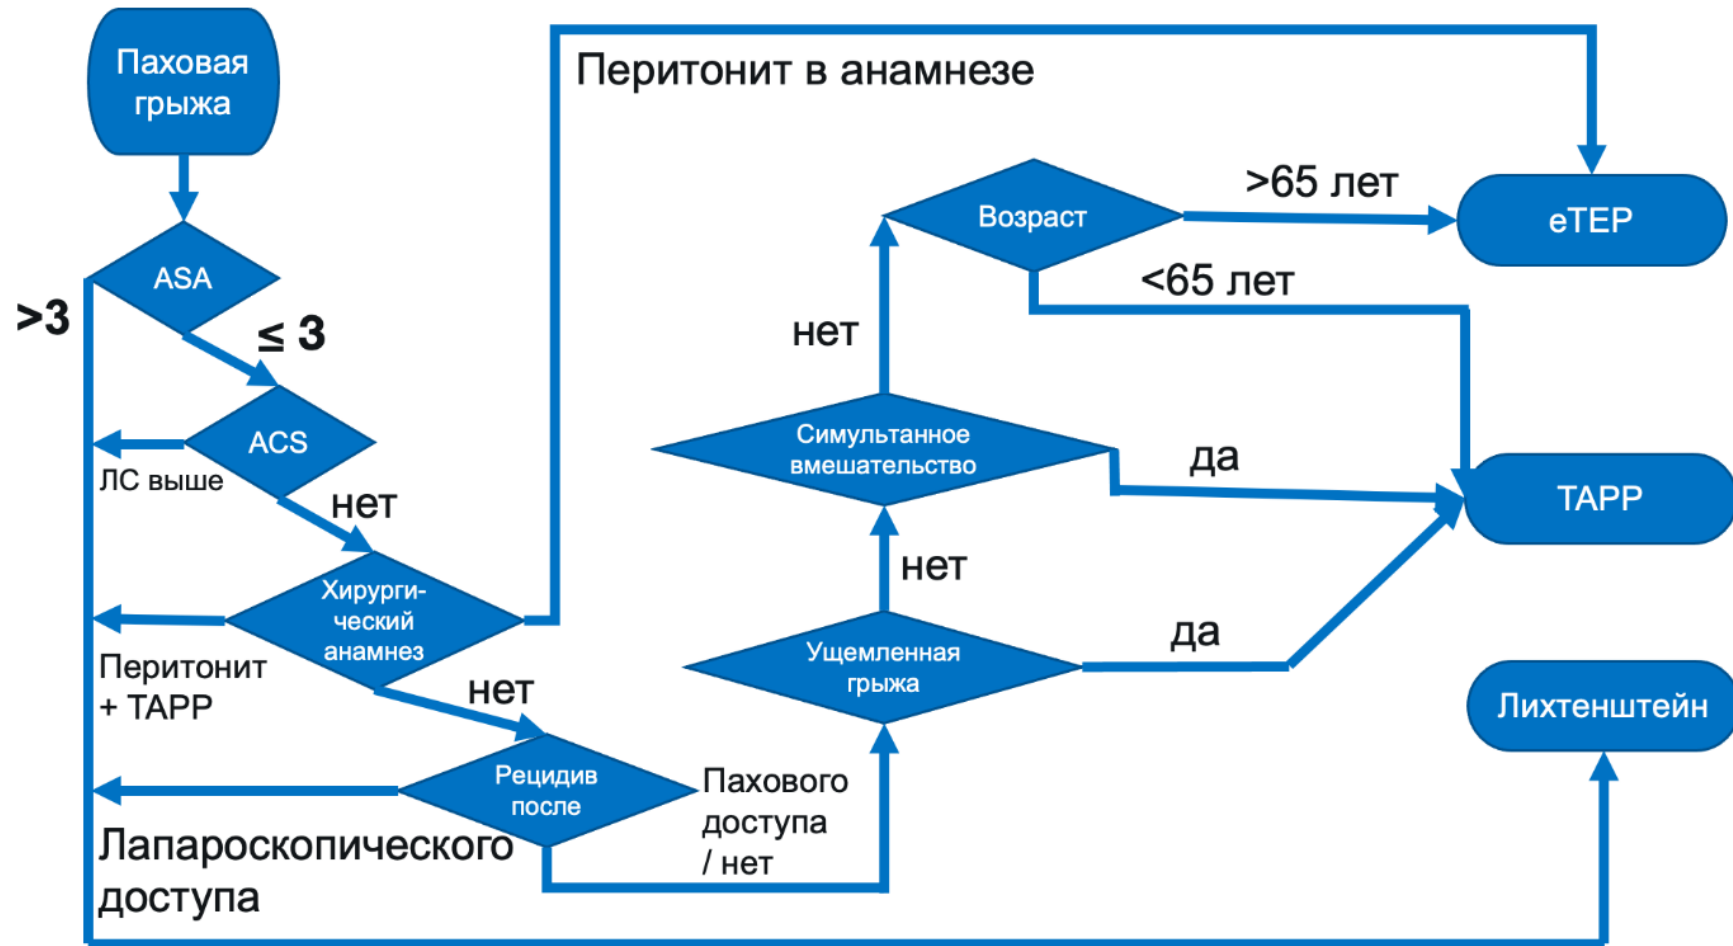 Паховая
грыжа
Перитонит в анамнезе
Возраст
>65 лет
eTEP
<65 лет
ASA
>3
≤ 3
нет
ACS
ЛС выше
нет
Симультанное
вмешательство
да
TAPP
Хирурги-
ческий
анамнез
нет
Перитонит
+ TAPP
нет
Ущемленная
грыжа
да
Лихтенштейн
Рецидив
после
Пахового
доступа
/ нет
Лапароскопического
доступа